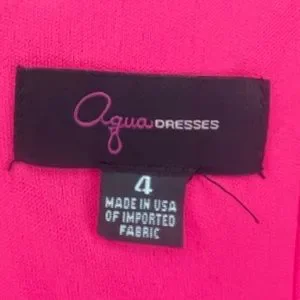 aqua DRESSES
4
MADE IN USA
OF IMPORTED
FABRIC